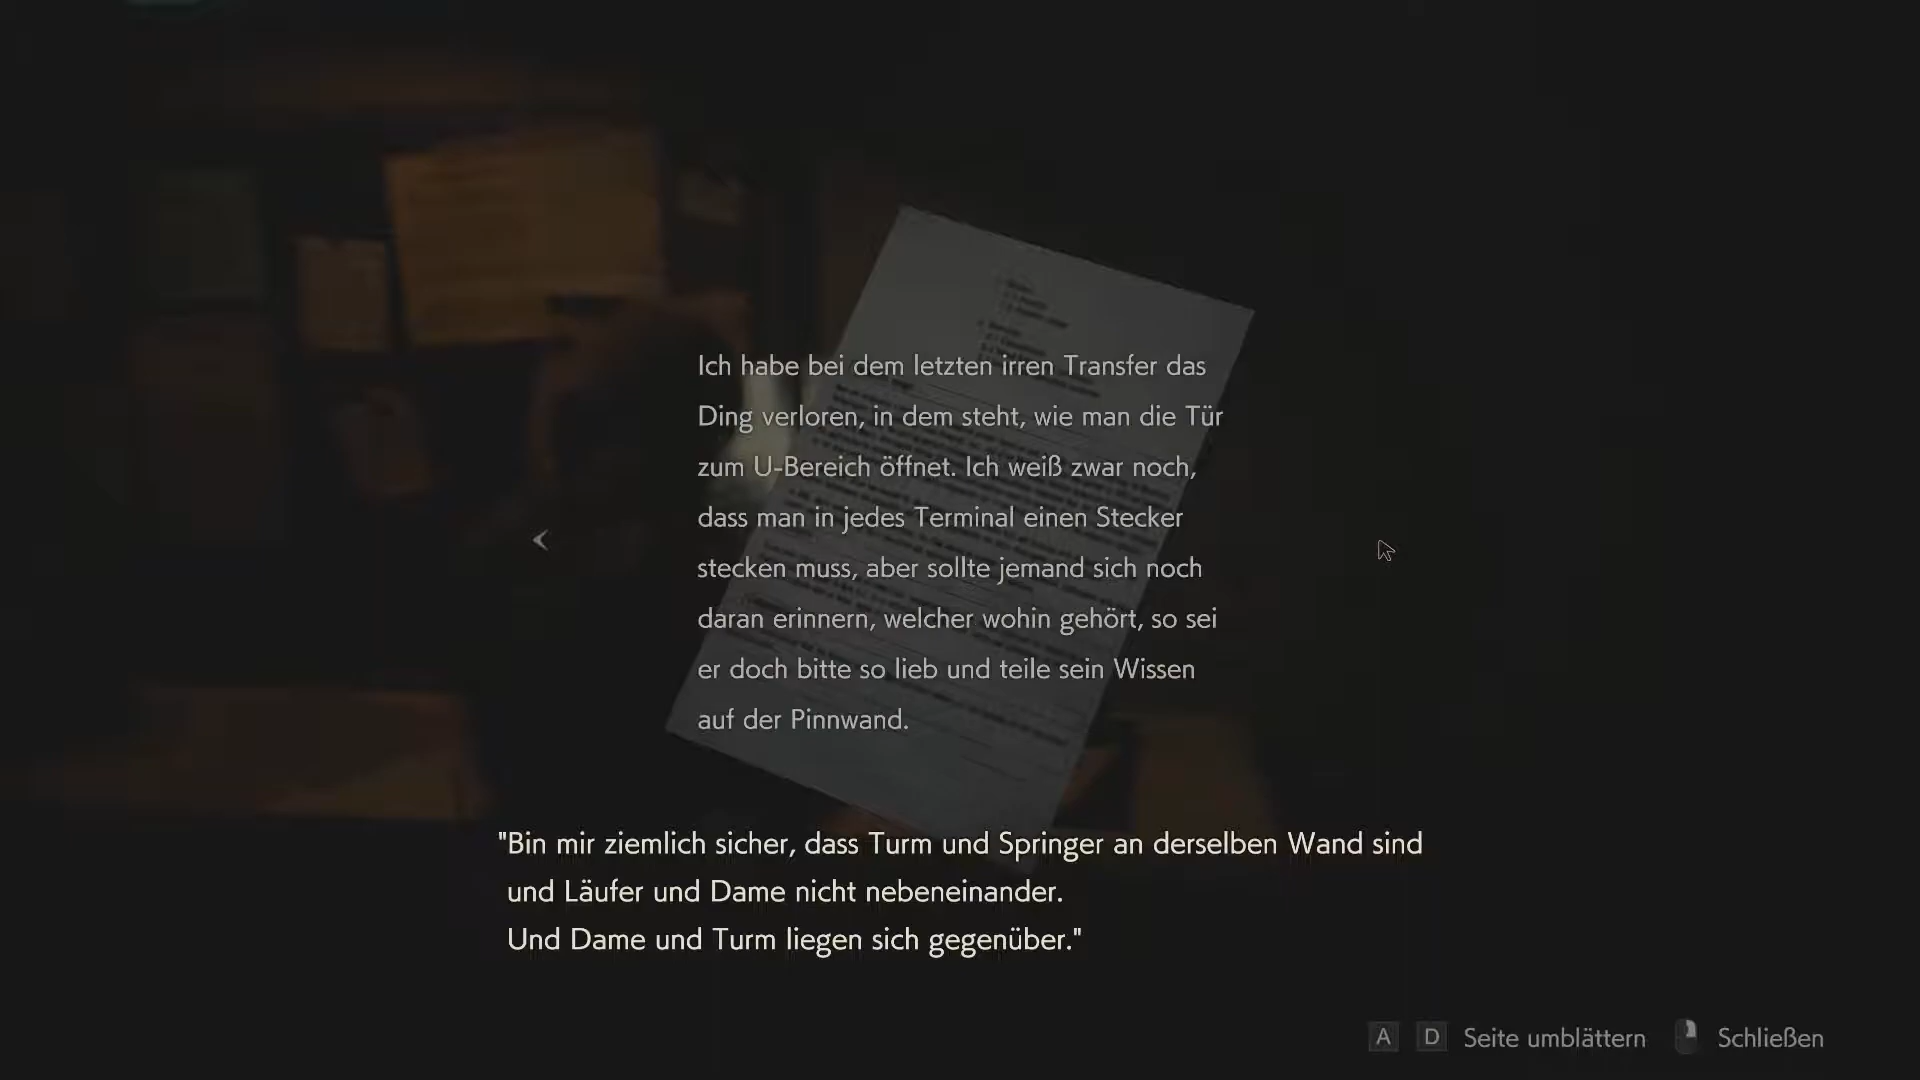 Ich habe bei dem letzten irren Transfer das
Ding verloren, in dem steht, wie man die Tür
zum U-Bereich öffnet. Ich weiß zwar noch,
dass man in jedes Terminal einen Stecker
stecken muss, aber sollte jemand sich noch
daran erinnern, welcher wohin gehört, so sei
er doch bitte so lieb und teile sein Wissen
auf der Pinnwand.
"Bin mir ziemlich sicher, dass Turm und Springer an derselben Wand sind
und Läufer und Dame nicht nebeneinander.
Und Dame und Turm liegen sich gegenüber."
A D Seite umblättern Schließen